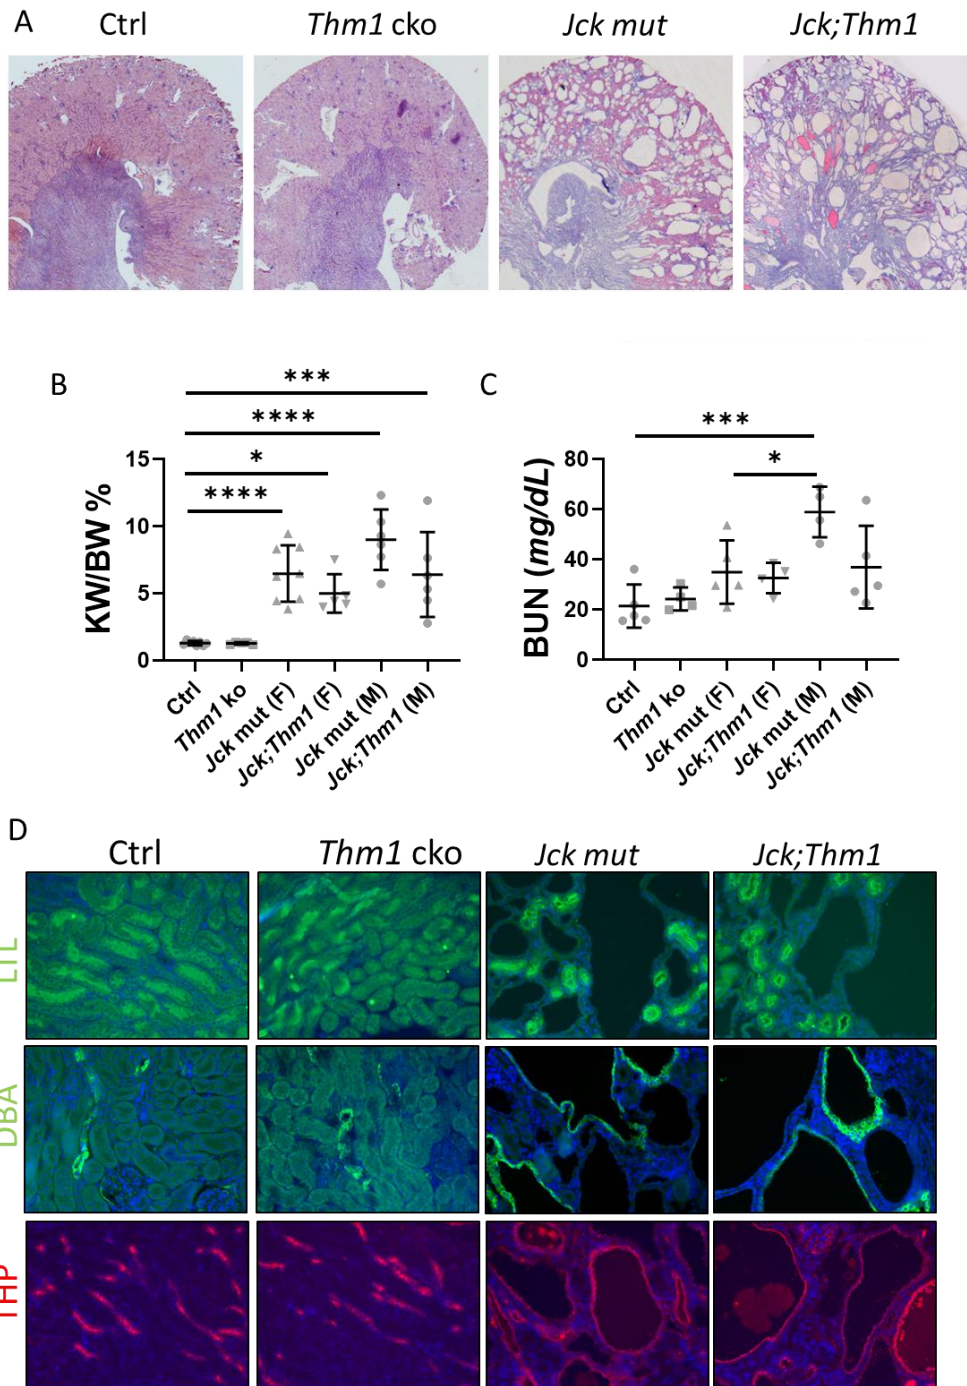 A
Ctrl
Thm1 cko
Jck mut
Jck;Thm1
B
***
****
*
****
15
10
5
0
KW/BW %
Ctrl
Thm1 ko
Jck mut (F)
Jck;Thm1 (F)
Jck mut (M)
Jck;Thm1 (M)
C
***
*
80
60
40
20
0
BUN (mg/dL)
Ctrl
Thm1 ko
Jck mut (F)
Jck;Thm1 (F)
Jck mut (M)
Jck;Thm1 (M)
D
Ctrl
Thm1 cko
Jck mut
Jck;Thm1
LTL
DBA
THP